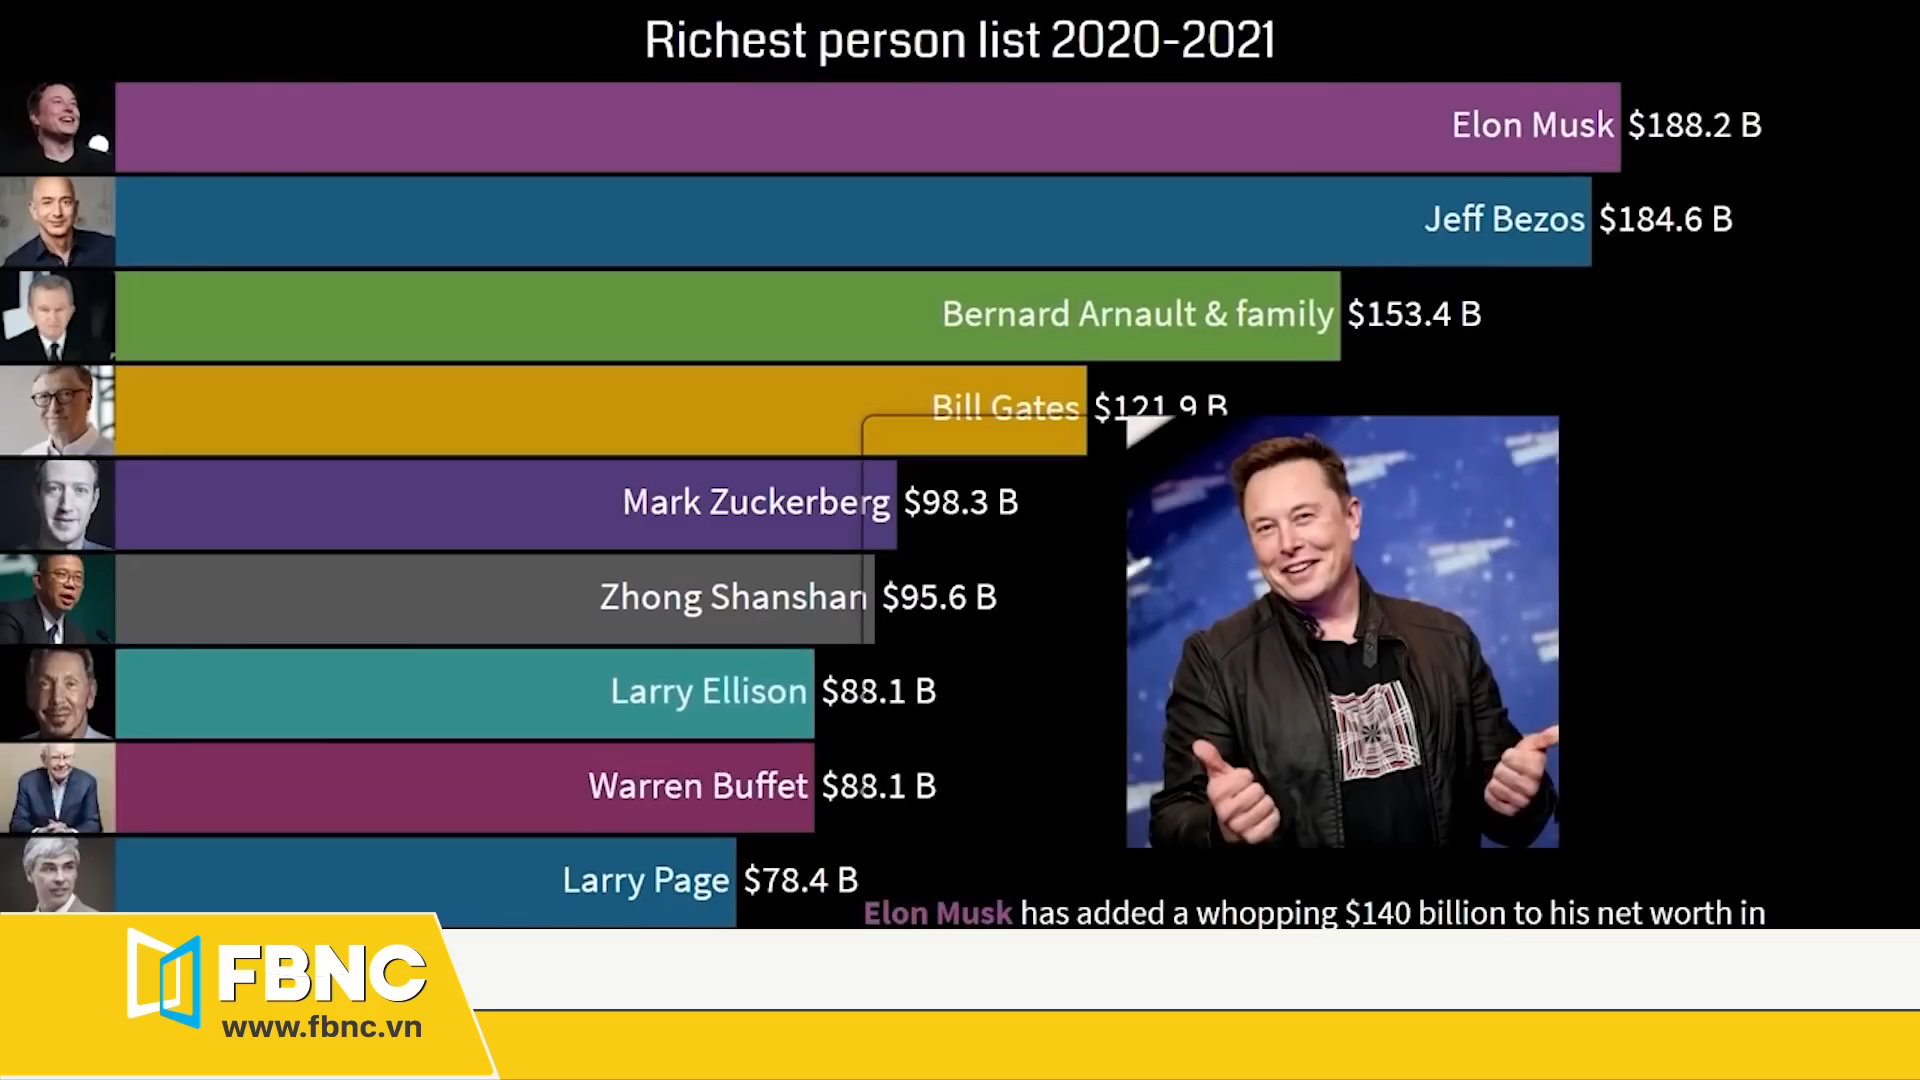 Richest person list 2020-2021
Elon Musk $188.2 B
Jeff Bezos $184.6 B
Bernard Arnault & family $153.4 B
Bill Gates $121.9 B
Mark Zuckerberg $98.3 B
Zhong Shanshan $95.6 B
Larry Ellison $88.1 B
Warren Buffet $88.1 B
Larry Page $78.4 B
Elon Musk has added a whopping $140 billion to his net worth in
FBNC
www.fbnc.vn